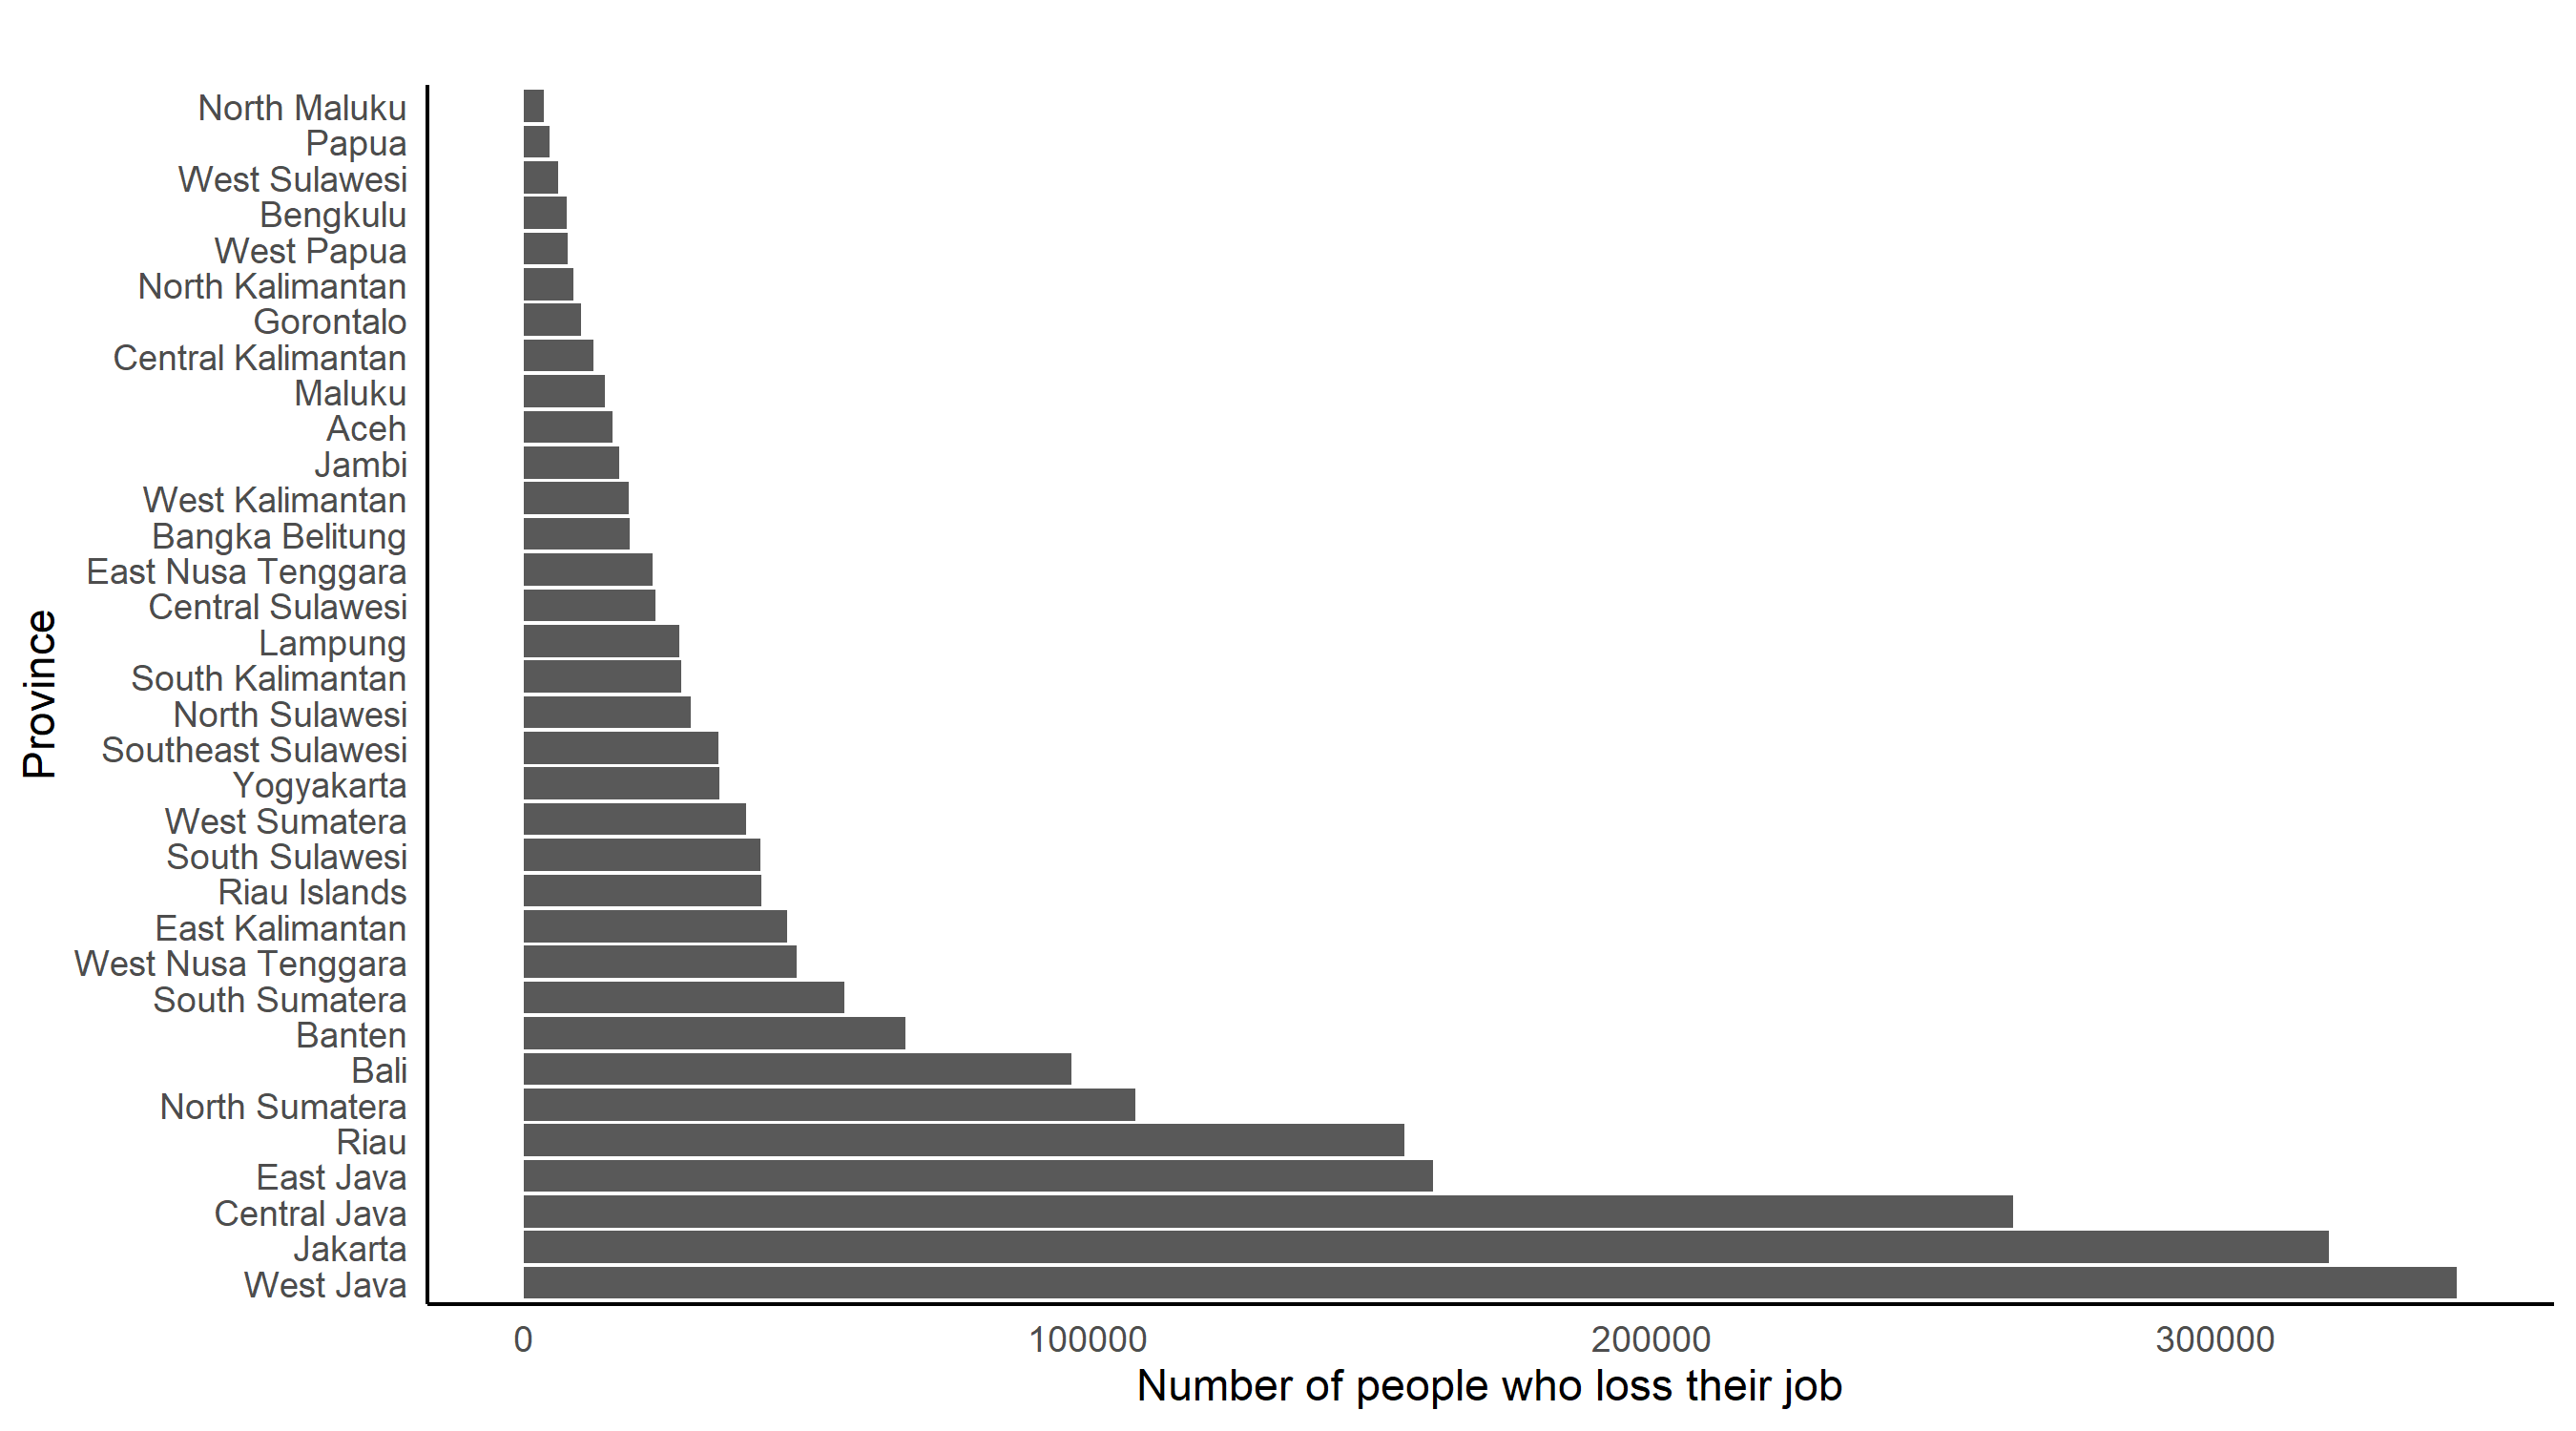 North Maluku
Papua
West Sulawesi
Bengkulu
West Papua
North Kalimantan
Gorontalo
Central Kalimantan
Maluku
Aceh
Jambi
West Kalimantan
Bangka Belitung
East Nusa Tenggara
Central Sulawesi
Lampung
South Kalimantan
North Sulawesi
Southeast Sulawesi
Yogyakarta
West Sumatera
South Sulawesi
Riau Islands
East Kalimantan
West Nusa Tenggara
South Sumatera
Banten
Bali
North Sumatera
Riau
East Java
Central Java
Jakarta
West Java
Province
0 100000 200000 300000
Number of people who loss their job